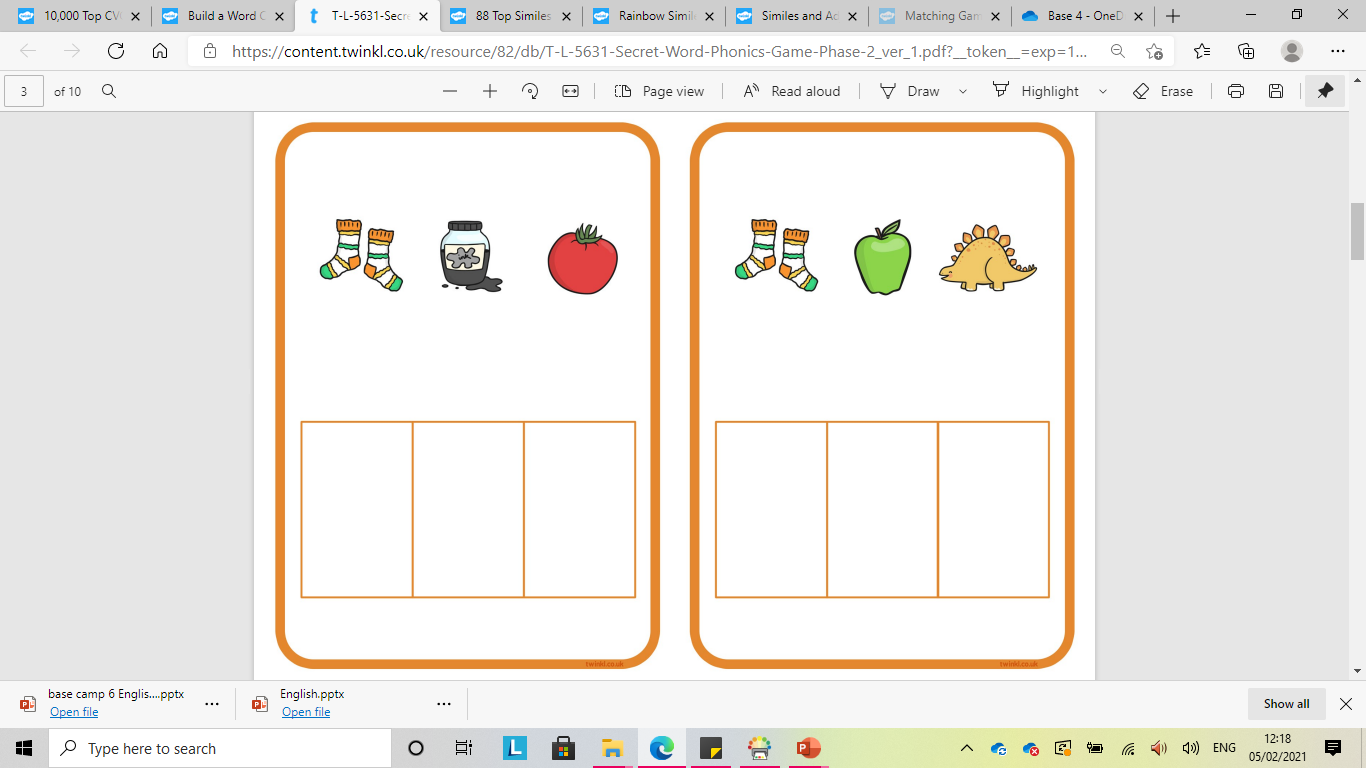 10,000 Top CV
Build a Word C
T-L-5631-Secre
88 Top Similes
Rainbow Simil
Similes and Ad
Matching Gam
Base 4 - OneD
https://content.twinkl.co.uk/resource/82/db/T-L-5631-Secret-Word-Phonics-Game-Phase-2_ver_1.pdf?__token__=exp=1...
3 of 10
Page view
Read aloud
Draw
Highlight
Erase
twinkl.co.uk
twinkl.co.uk
base camp 6 Englis....pptx
Open file
English.pptx
Open file
Show all
Type here to search
L
ENG
12:18
05/02/2021